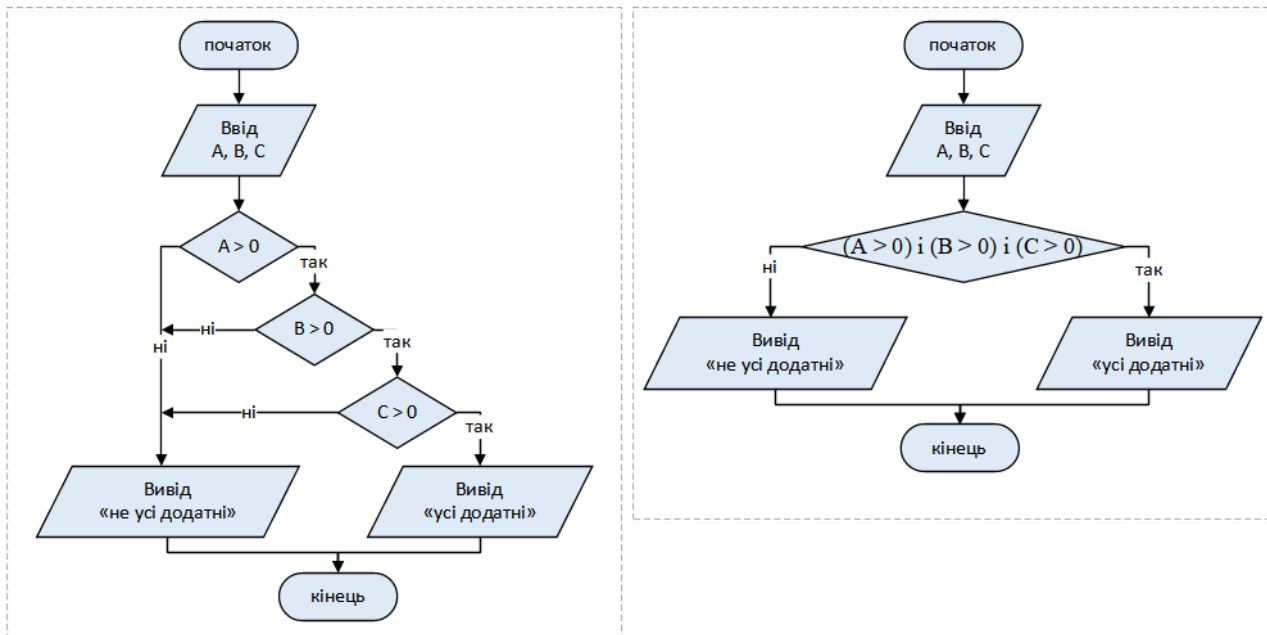 початок
Ввід
A, B, C
A > 0
так
B > 0
ні
ні
так
C > 0
ні
так
Вивід
«не усі додатні»
Вивід
«усі додатні»
кінець
початок
Ввід
A, B, C
(A > 0) і (B > 0) і (C > 0)
ні
так
Вивід
«не усі додатні»
Вивід
«усі додатні»
кінець